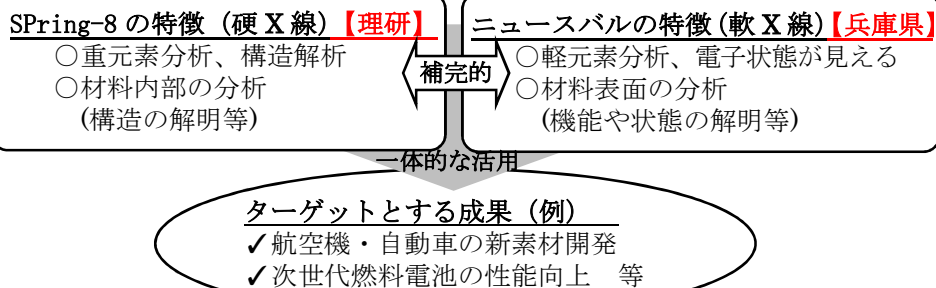 SPring-8 の特徴（硬 X 線）【理研】
○重元素分析、構造解析
○材料内部の分析
(構造の解明等)
補完的
ニュースバルの特徴(軟 X 線)【兵庫県】
○軽元素分析、電子状態が見える
○材料表面の分析
(機能や状態の解明等)
一体的な活用
ターゲットとする成果（例）
✓航空機・自動車の新素材開発
✓次世代燃料電池の性能向上　等